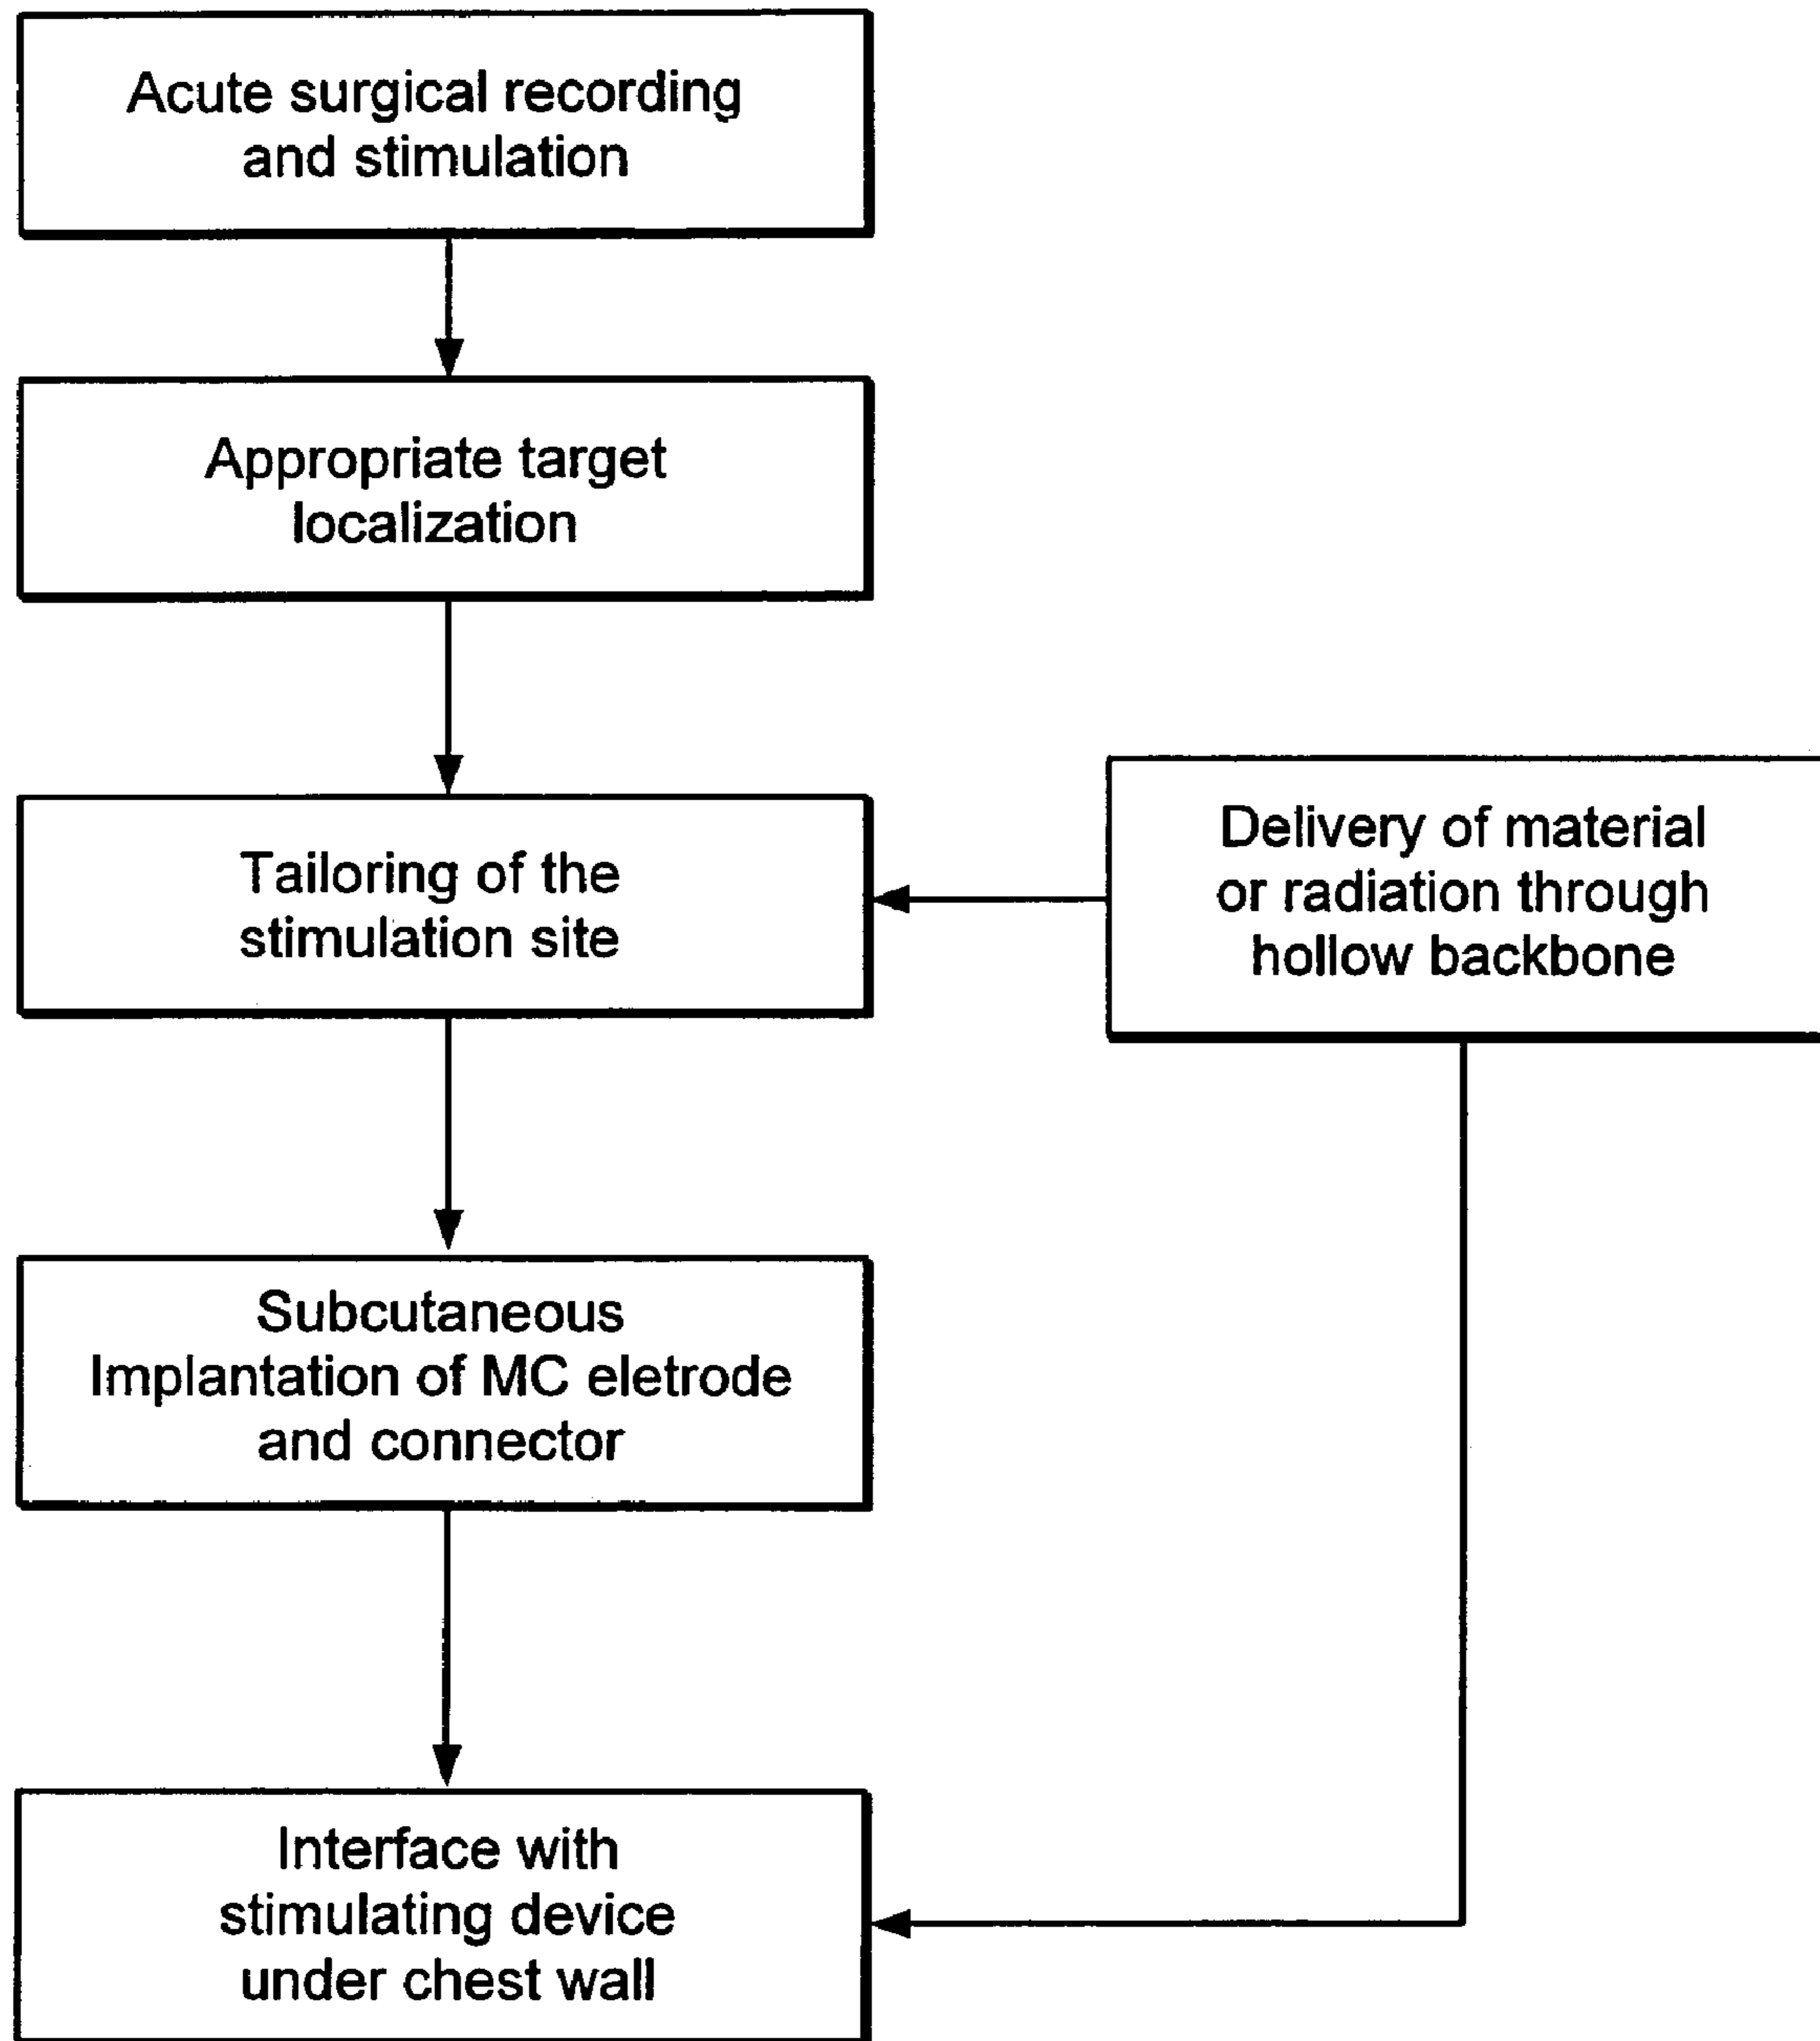 Acute surgical recording
and stimulation
Appropriate target
localization
Tailoring of the
stimulation site
Delivery of material
or radiation through
hollow backbone
Subcutaneous
Implantation of MC eletrode
and connector
Interface with
stimulating device
under chest wall